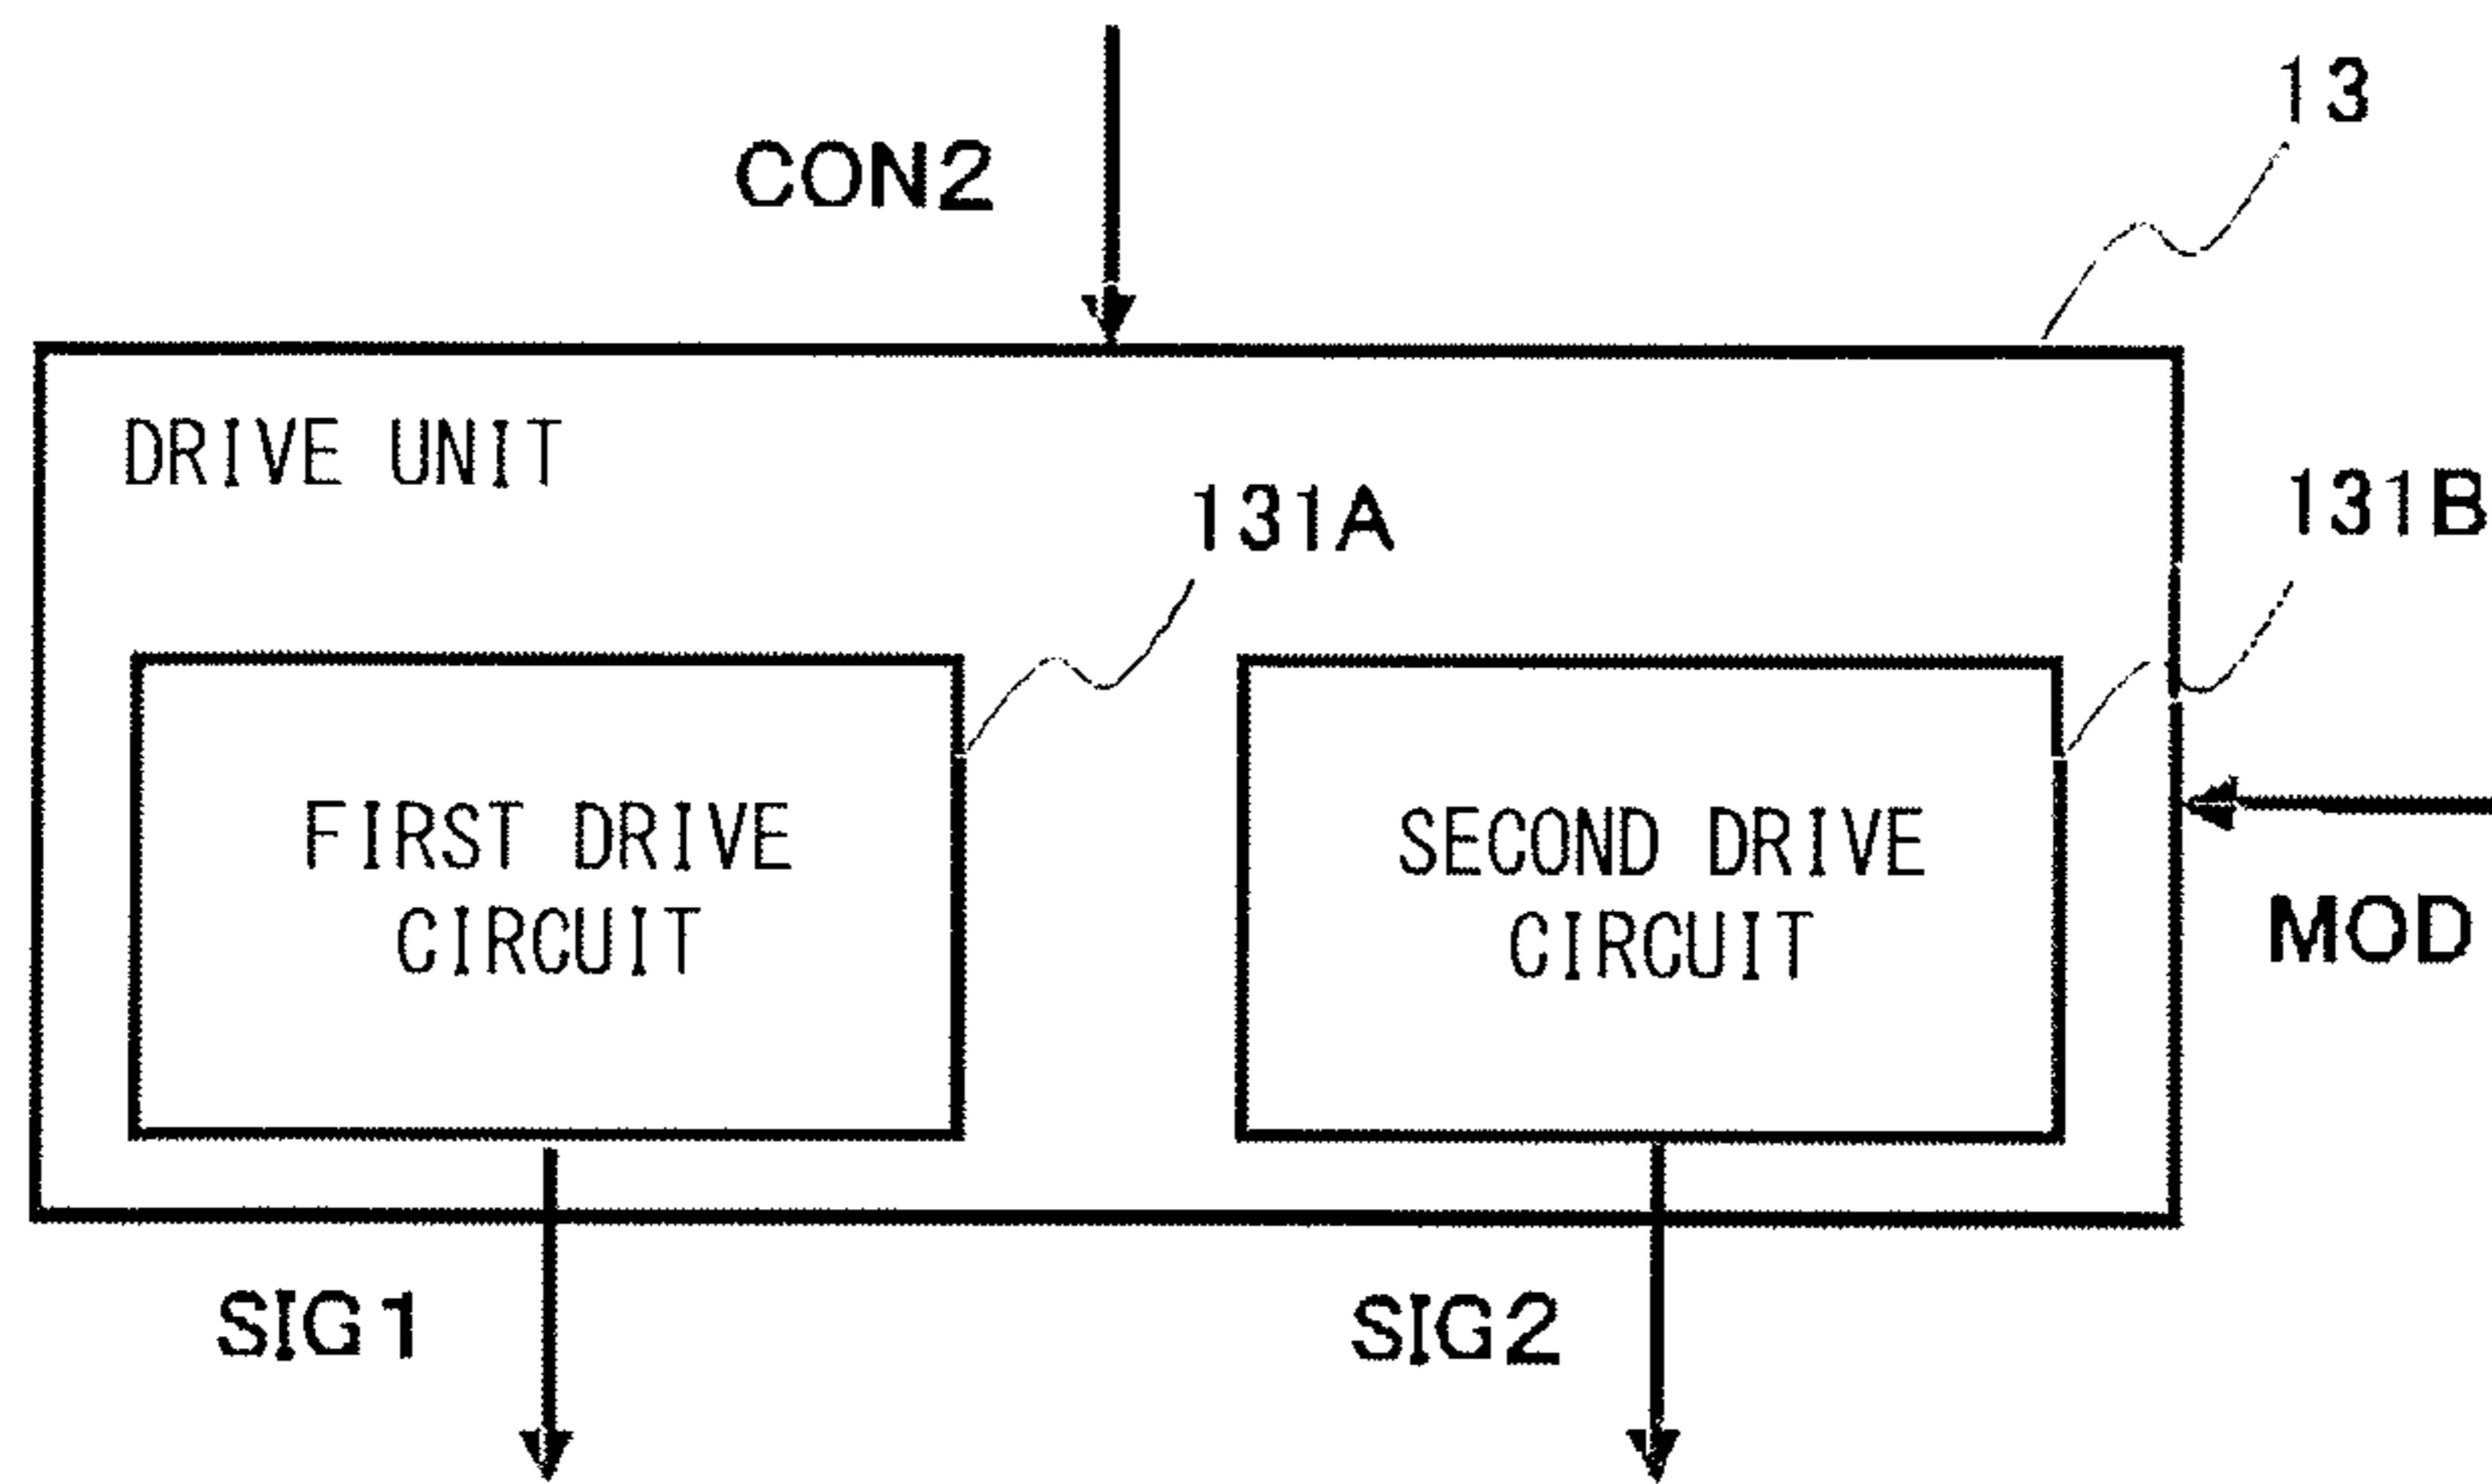 13
CON2
DRIVE UNIT
131A
131B
FIRST DRIVE
CIRCUIT
SECOND DRIVE
CIRCUIT
MOD
SIG1
SIG2